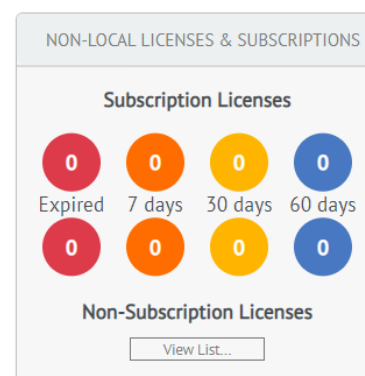 NON-LOCAL LICENSES & SUBSCRIPTIONS
Subscription Licenses
0 0 0 0
Expired 7 days 30 days 60 days
0 0 0 0
Non-Subscription Licenses
View List...